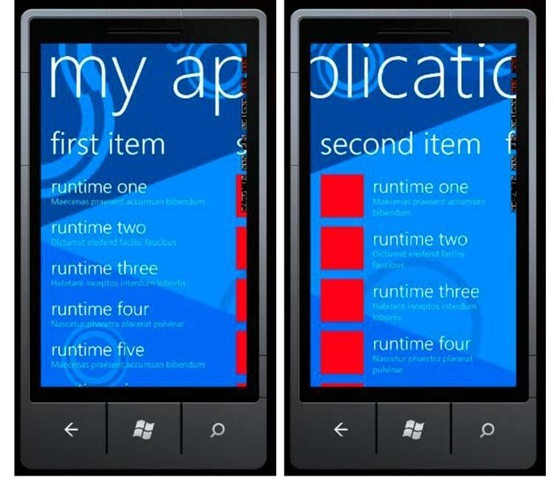 my ap
first item
s
runtime one
Maecenas praesent accumsan bibendum
runtime two
Dictumst eleifend facilisi faucibus
runtime three
Habitant inceptos interdum lobortis
runtime four
Nascetur pharetra placerat pulvinar
runtime five
Maecenas praesent accumsan bibendum
plicatio
second item
f
runtime one
Maecenas praesent accumsan
bibendum
runtime two
Dictumst eleifend facilisi
faucibus
runtime three
Habitant inceptos interdum
lobortis
runtime four
Nascetur pharetra placerat
pulvinar